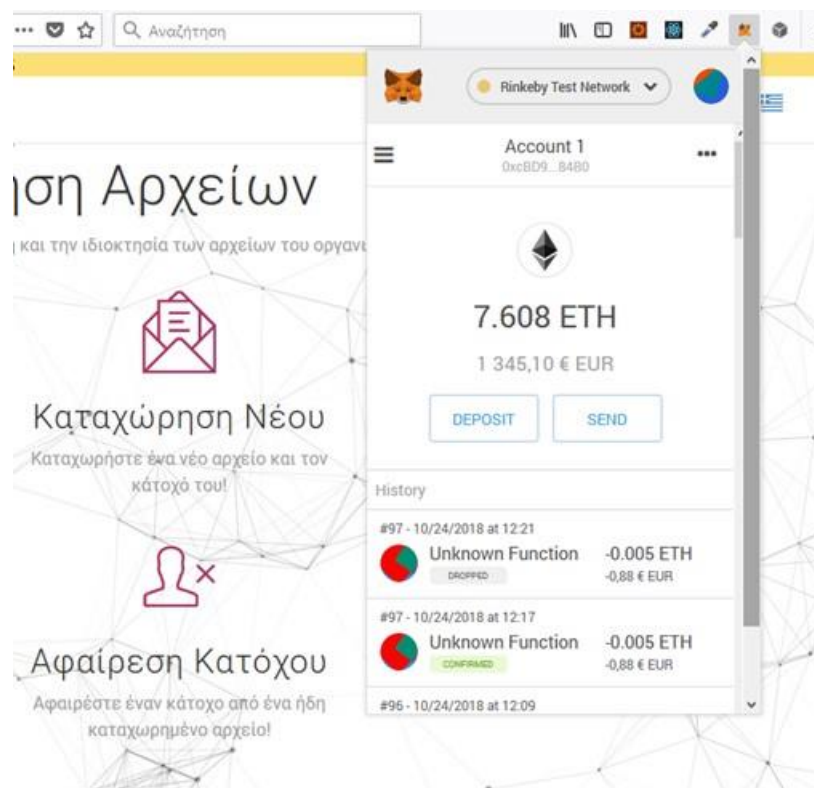 Αναζήτηση
Rinkeby Test Network
Account 1
0xcBD9...84B0
ση Αρχείων
και την ιδιοκτησία των αρχείων του
7.608 ETH
1 345,10 € EUR
DEPOSIT
SEND
Καταχώρηση Νέου
Καταχωρήστε ένα νέο αρχείο και τον
κάτοχό του!
History
#97 - 10/24/2018 at 12:21
Unknown Function
-0.005 ETH
DROPPED
-0,88 € EUR
#97 - 10/24/2018 at 12:17
Unknown Function
-0.005 ETH
CONFIRMED
-0,88 € EUR
#96 - 10/24/2018 at 12:09
Αφαίρεση Κατόχου
Αφαιρέστε έναν κάτοχο από ένα ήδη
καταχωρημένο αρχείο!